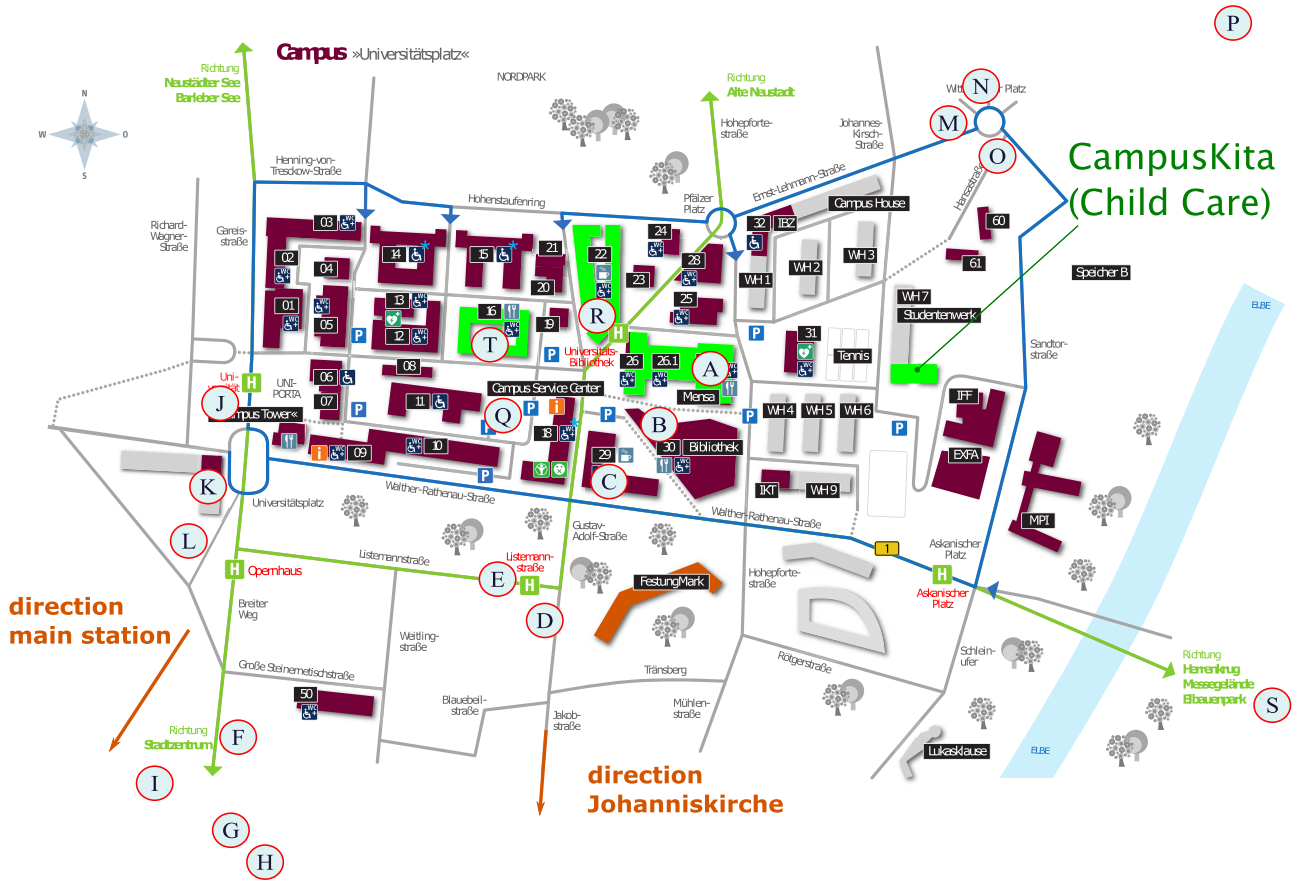 P
Campus »Universitätsplatz«
Richtung
Neustädter See
Barleber See
NORDPARK
Richtung
Alte Neustadt
N
W
O
S
Hohepforte-
straße
Johannes-
Kirsch-
Straße
N
M
O
CampusKita
(Child Care)
Henning-von-
Tresckow-Straße
Hohenstaufenring
Pfälzer
Platz
Ernst-Lehmann-Straße
Hansastraße
Campus House
Richard-
Wagner-
Straße
Gareis-
straße
03
02
04
01
05
14
15
13
12
16
21
20
19
22
23
24
28
25
32
IBZ
WH 1
WH 2
WH 3
60
61
WH 7
Studentenwerk
Speicher B
ELBE
R
T
H
P
P
Universitäts-
Bibliothek
26
26.1
A
Mensa
P
31
Tennis
Sandtor-
straße
H
J
UNI-
PORTA
06
07
08
11
P
Campus Service Center
Q
P
P
P
B
P
WH 4
WH 5
WH 6
P
IFF
EXFA
09
10
P
18
29
C
30
Bibliothek
IKT
WH 9
K
L
Universitätsplatz
Walther-Rathenau-Straße
Walther-Rathenau-Straße
1
MPI
Askanischer
Platz
H
Askanischer
Platz
Gustav-
Adolf-Straße
Listemannstraße
Listemann-
straße
E
H
D
FestungMark
Hohepforte-
straße
H
Opernhaus
direction
main station
Breiter
Weg
Weitling-
straße
Große Steinernetischstraße
50
Blauebeil-
straße
Jakob-
straße
Tränsberg
Mühlen-
straße
Rötgerstraße
Schlein-
ufer
Richtung
Herrenkrug
Messegelände
Elbauenpark
S
Richtung
Stadtzentrum
F
I
G
H
direction
Johanniskirche
Lukasklause
ELBE